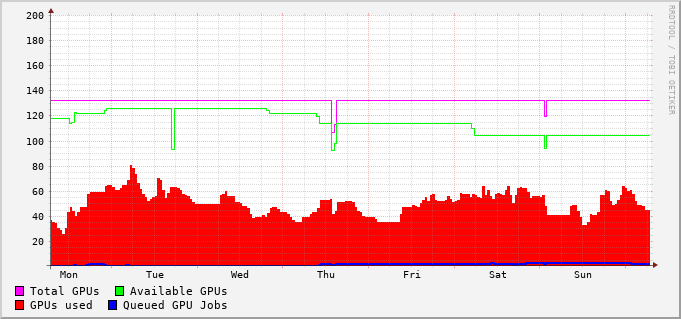 200
180
160
140
120
100
80
60
40
20
Mon Tue Wed Thu Fri Sat Sun
Total GPUs Available GPUs
GPUs used Queued GPU Jobs
RRDTOOL / TOBI OETIKER